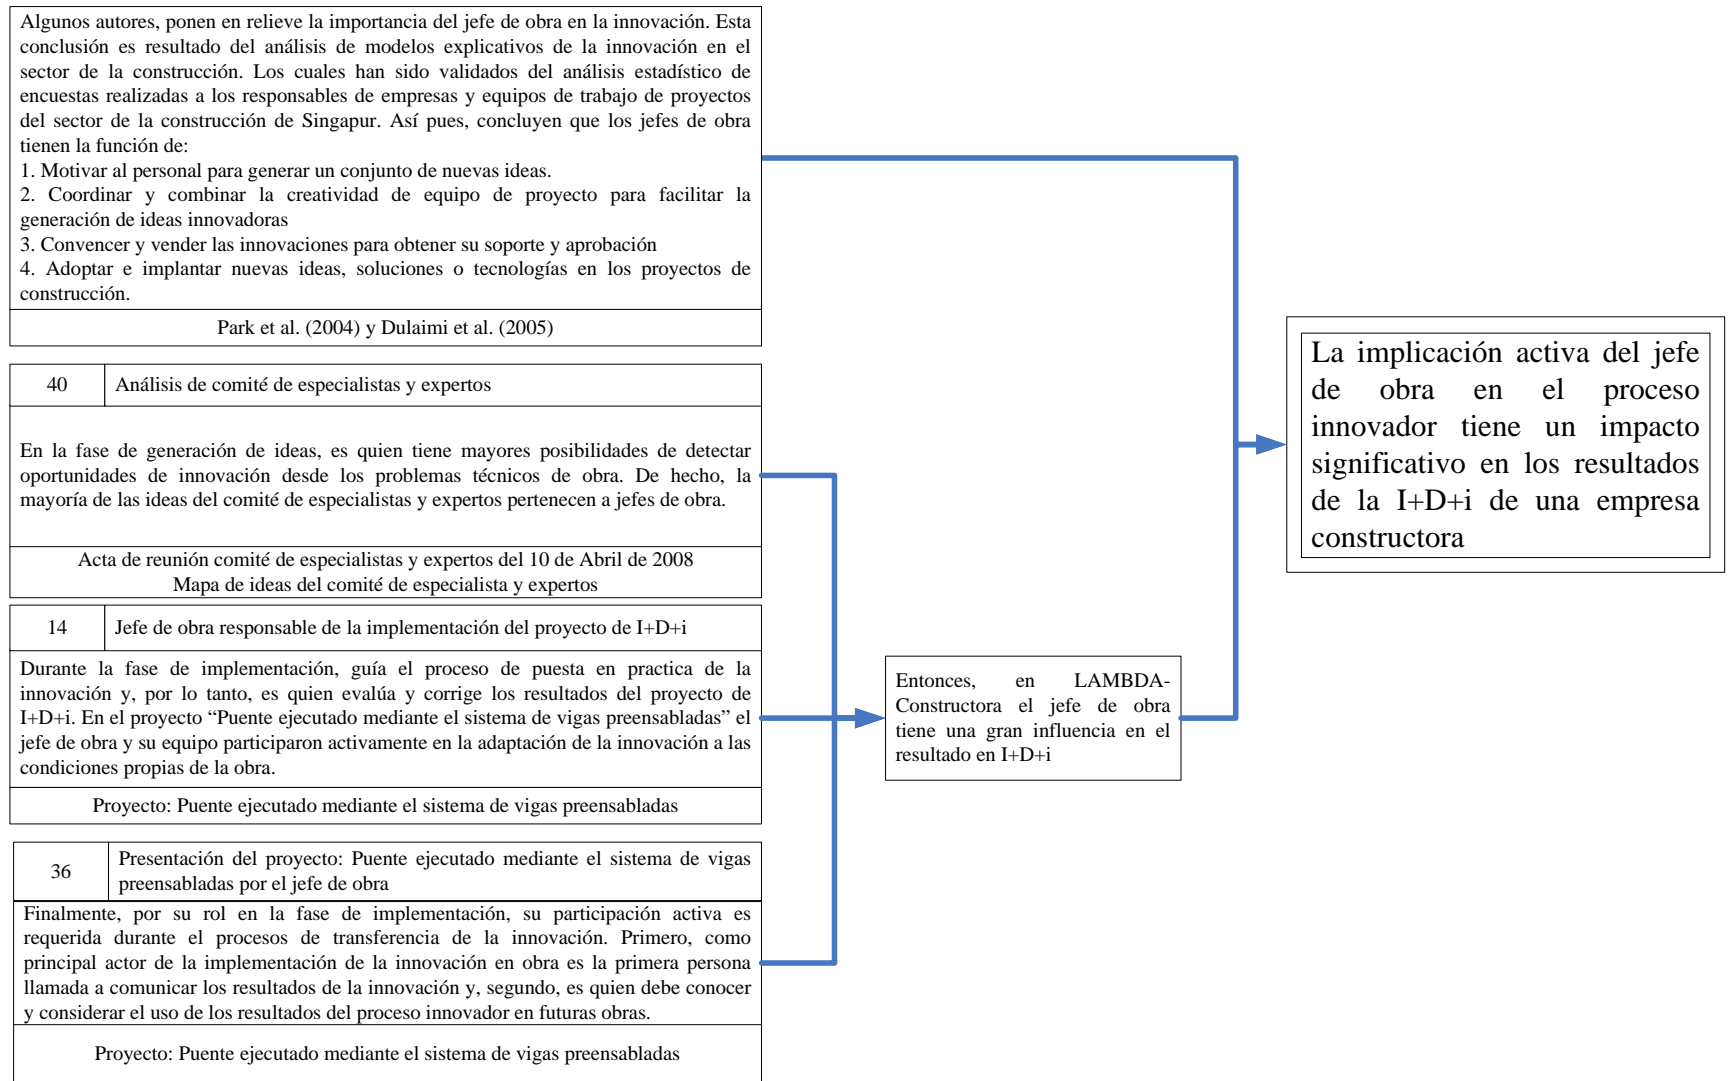 Algunos autores, ponen en relieve la importancia del jefe de obra en la innovación. Esta
conclusión es resultado del análisis de modelos explicativos de la innovación en el
sector de la construcción. Los cuales han sido validados del análisis estadístico de
encuestas realizadas a los responsables de empresas y equipos de trabajo de proyectos
del sector de la construcción de Singapur. Así pues, concluyen que los jefes de obra
tienen la función de:
1. Motivar al personal para generar un conjunto de nuevas ideas.
2. Coordinar y combinar la creatividad de equipo de proyecto para facilitar la
generación de ideas innovadoras
3. Convencer y vender las innovaciones para obtener su soporte y aprobación
4. Adoptar e implantar nuevas ideas, soluciones o tecnologías en los proyectos de
construcción.
Park et al. (2004) y Dulaimi et al. (2005)
40 Análisis de comité de especialistas y expertos
En la fase de generación de ideas, es quien tiene mayores posibilidades de detectar
oportunidades de innovación desde los problemas técnicos de obra. De hecho, la
mayoría de las ideas del comité de especialistas y expertos pertenecen a jefes de obra.
Acta de reunión comité de especialistas y expertos del 10 de Abril de 2008
Mapa de ideas del comité de especialista y expertos
14 Jefe de obra responsable de la implementación del proyecto de I+D+i
Durante la fase de implementación, guía el proceso de puesta en practica de la
innovación y, por lo tanto, es quien evalúa y corrige los resultados del proyecto de
I+D+i. En el proyecto “Puente ejecutado mediante el sistema de vigas preensabladas” el
jefe de obra y su equipo participaron activamente en la adaptación de la innovación a las
condiciones propias de la obra.
Proyecto: Puente ejecutado mediante el sistema de vigas preensabladas
36 Presentación del proyecto: Puente ejecutado mediante el sistema de vigas
preensabladas por el jefe de obra
Finalmente, por su rol en la fase de implementación, su participación activa es
requerida durante el procesos de transferencia de la innovación. Primero, como
principal actor de la implementación de la innovación en obra es la primera persona
llamada a comunicar los resultados de la innovación y, segundo, es quien debe conocer
y considerar el uso de los resultados del proceso innovador en futuras obras.
Proyecto: Puente ejecutado mediante el sistema de vigas preensabladas
Entonces, en LAMBDA-
Constructora el jefe de obra
tiene una gran influencia en el
resultado en I+D+i
La implicación activa del jefe
de obra en el proceso
innovador tiene un impacto
significativo en los resultados
de la I+D+i de una empresa
constructora